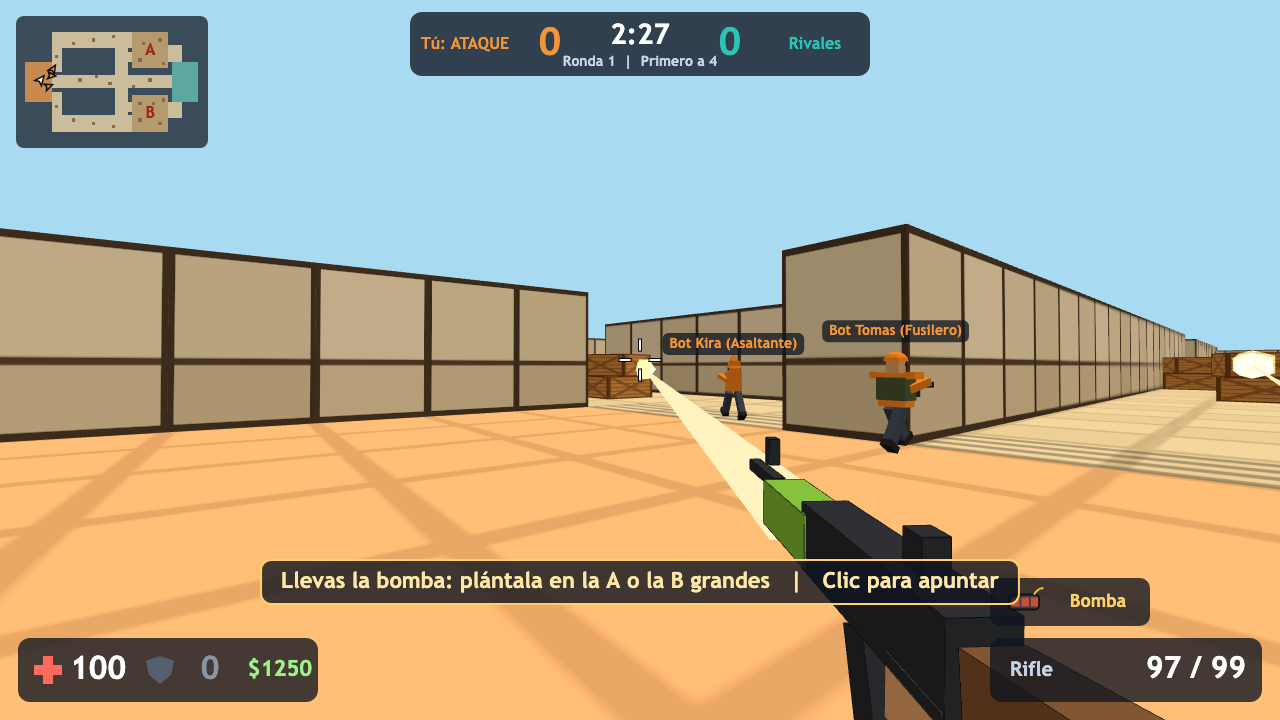 A
B
Tú: ATAQUE
0
2:27
0
Rivales
Ronda 1 | Primero a 4
Bot Kira (Asaltante)
Bot Tomas (Fusilero)
Llevas la bomba: plántala en la A o la B grandes | Clic para apuntar
Bomba
100
0
$1250
Rifle
97 / 99